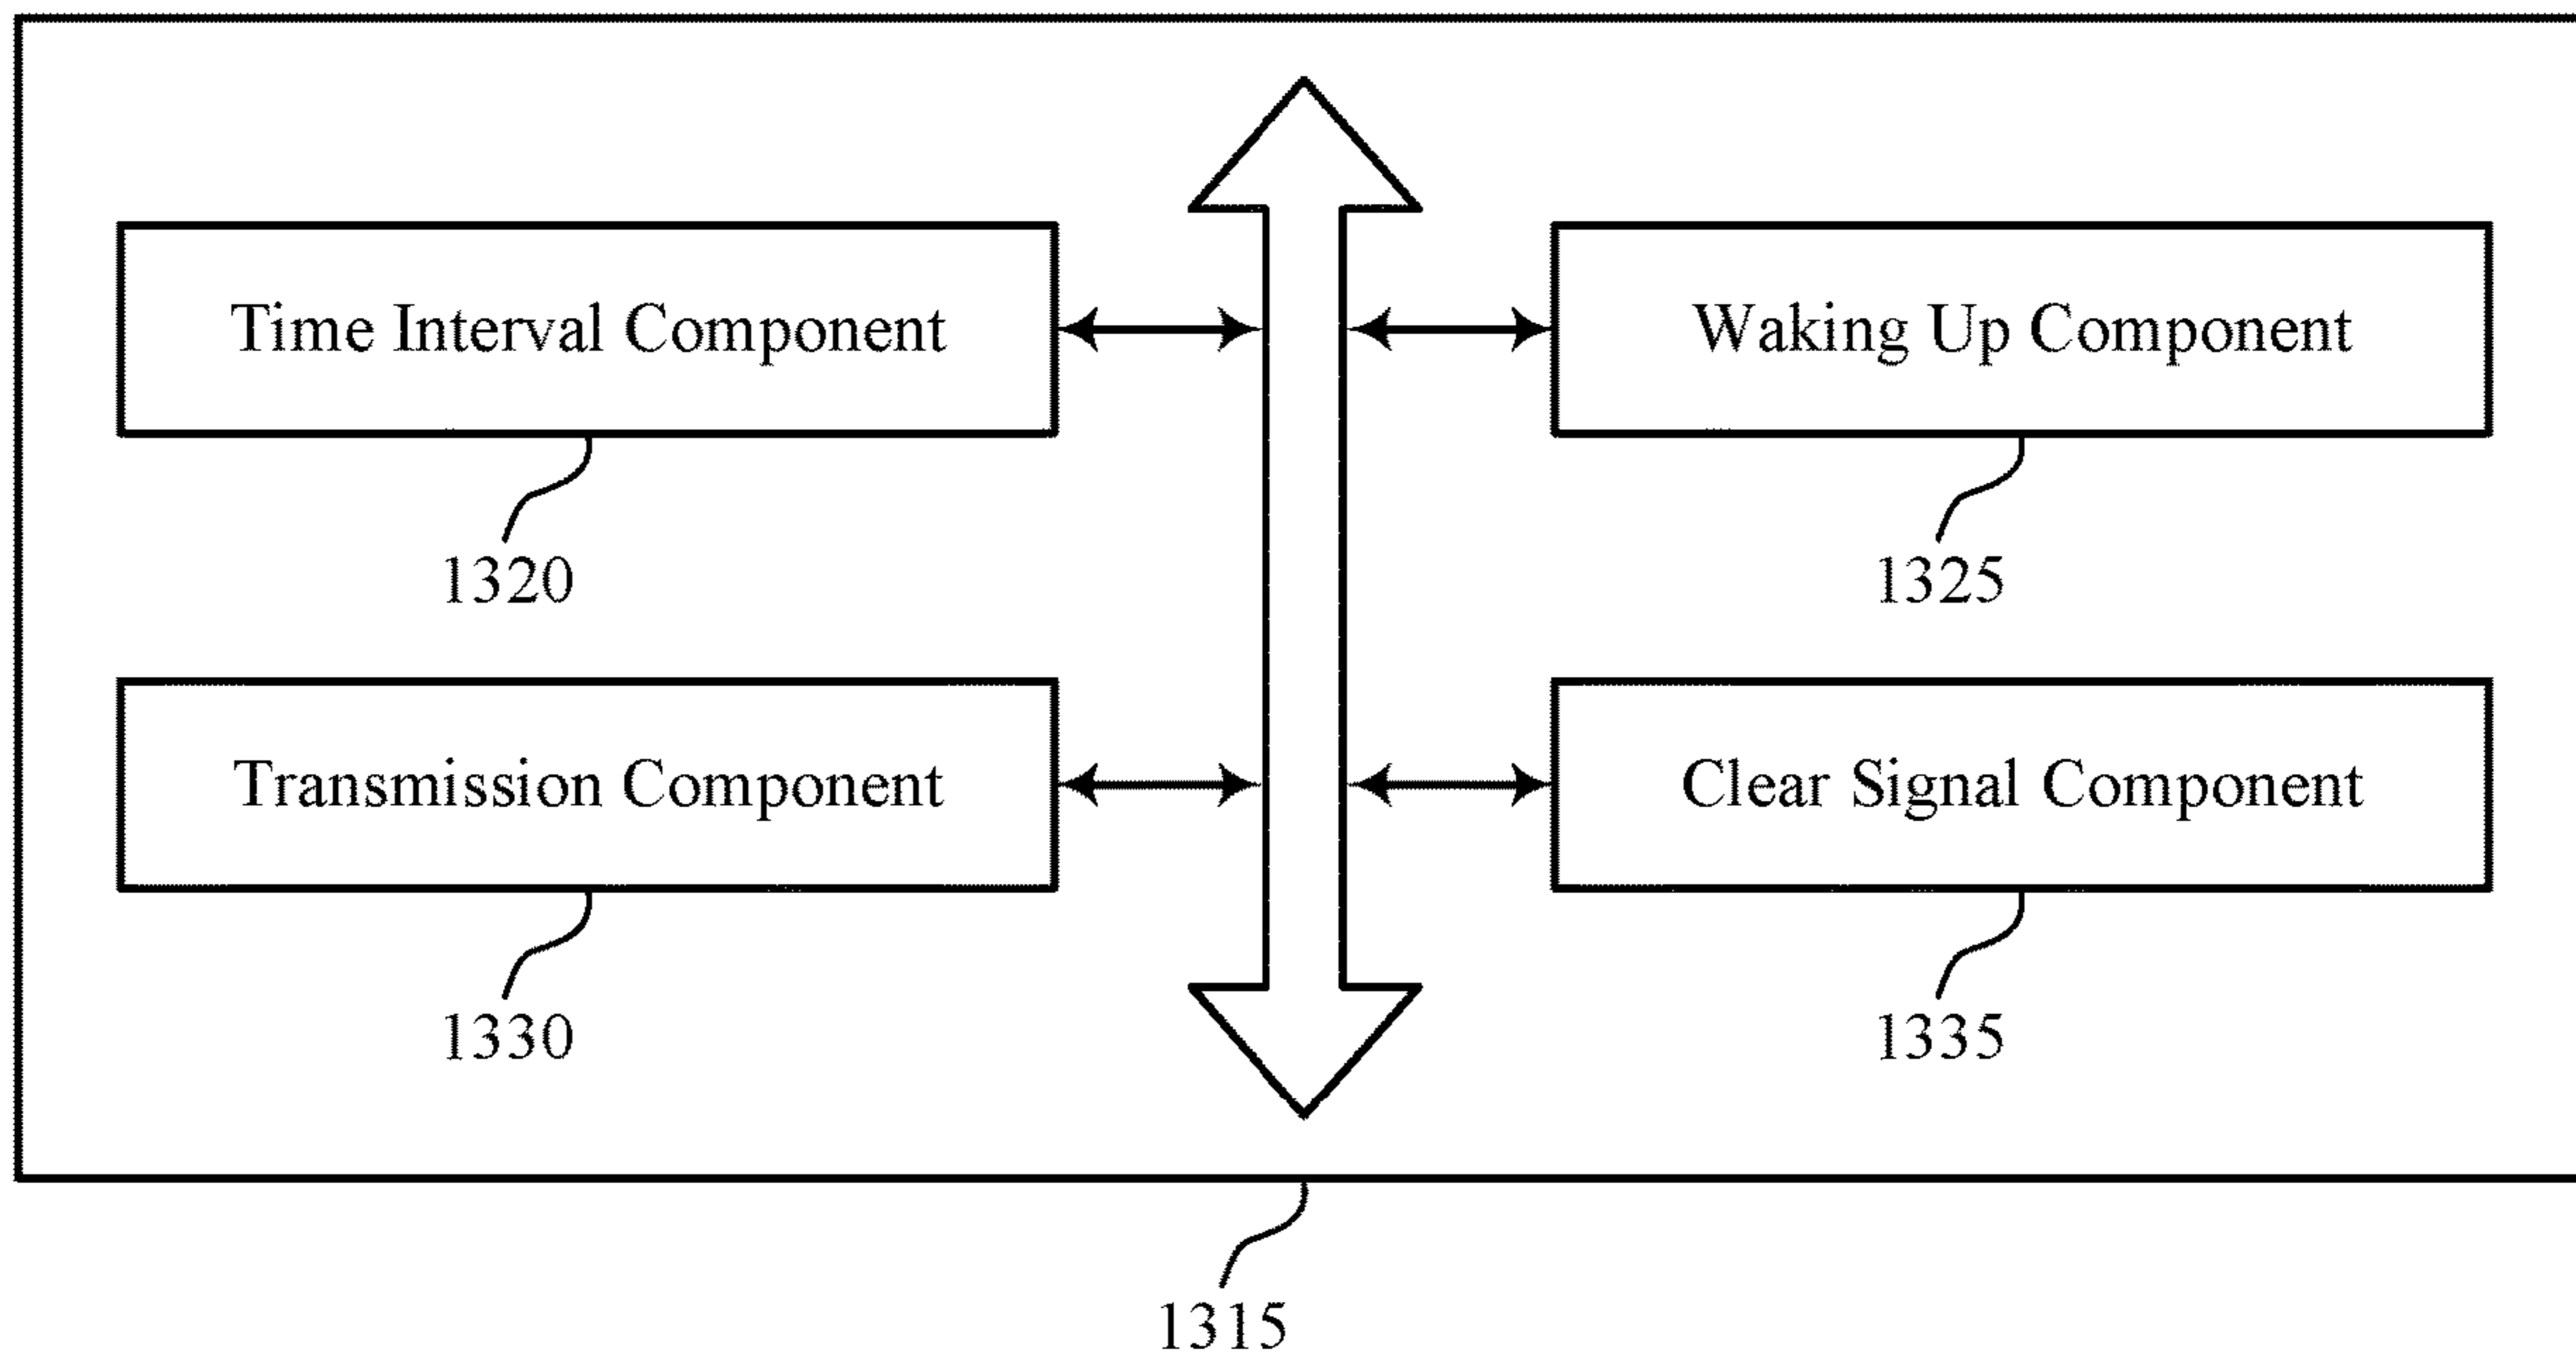 Time Interval Component
Waking Up Component
1320
1325
Transmission Component
Clear Signal Component
1330
1335
1315